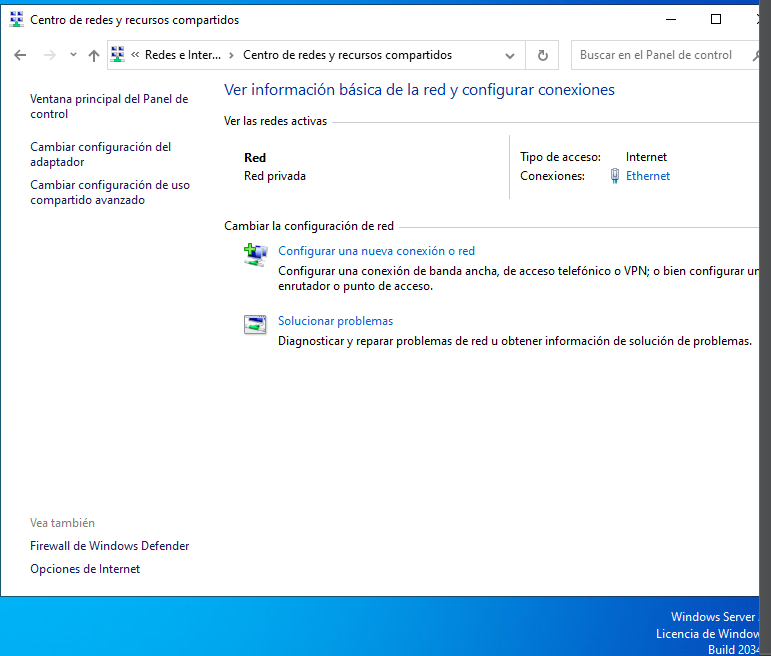 Centro de redes y recursos compartidos
« Redes e Inter... › Centro de redes y recursos compartidos
Buscar en el Panel de control
Ventana principal del Panel de
control
Cambiar configuración del
adaptador
Cambiar configuración de uso
compartido avanzado
Ver información básica de la red y configurar conexiones
Ver las redes activas
Red
Red privada
Tipo de acceso: Internet
Conexiones: Ethernet
Cambiar la configuración de red
Configurar una nueva conexión o red
Configurar una conexión de banda ancha, de acceso telefónico o VPN; o bien configurar un
enrutador o punto de acceso.
Solucionar problemas
Diagnosticar y reparar problemas de red u obtener información de solución de problemas.
Vea también
Firewall de Windows Defender
Opciones de Internet
Windows Server
Licencia de Window
Build 2034